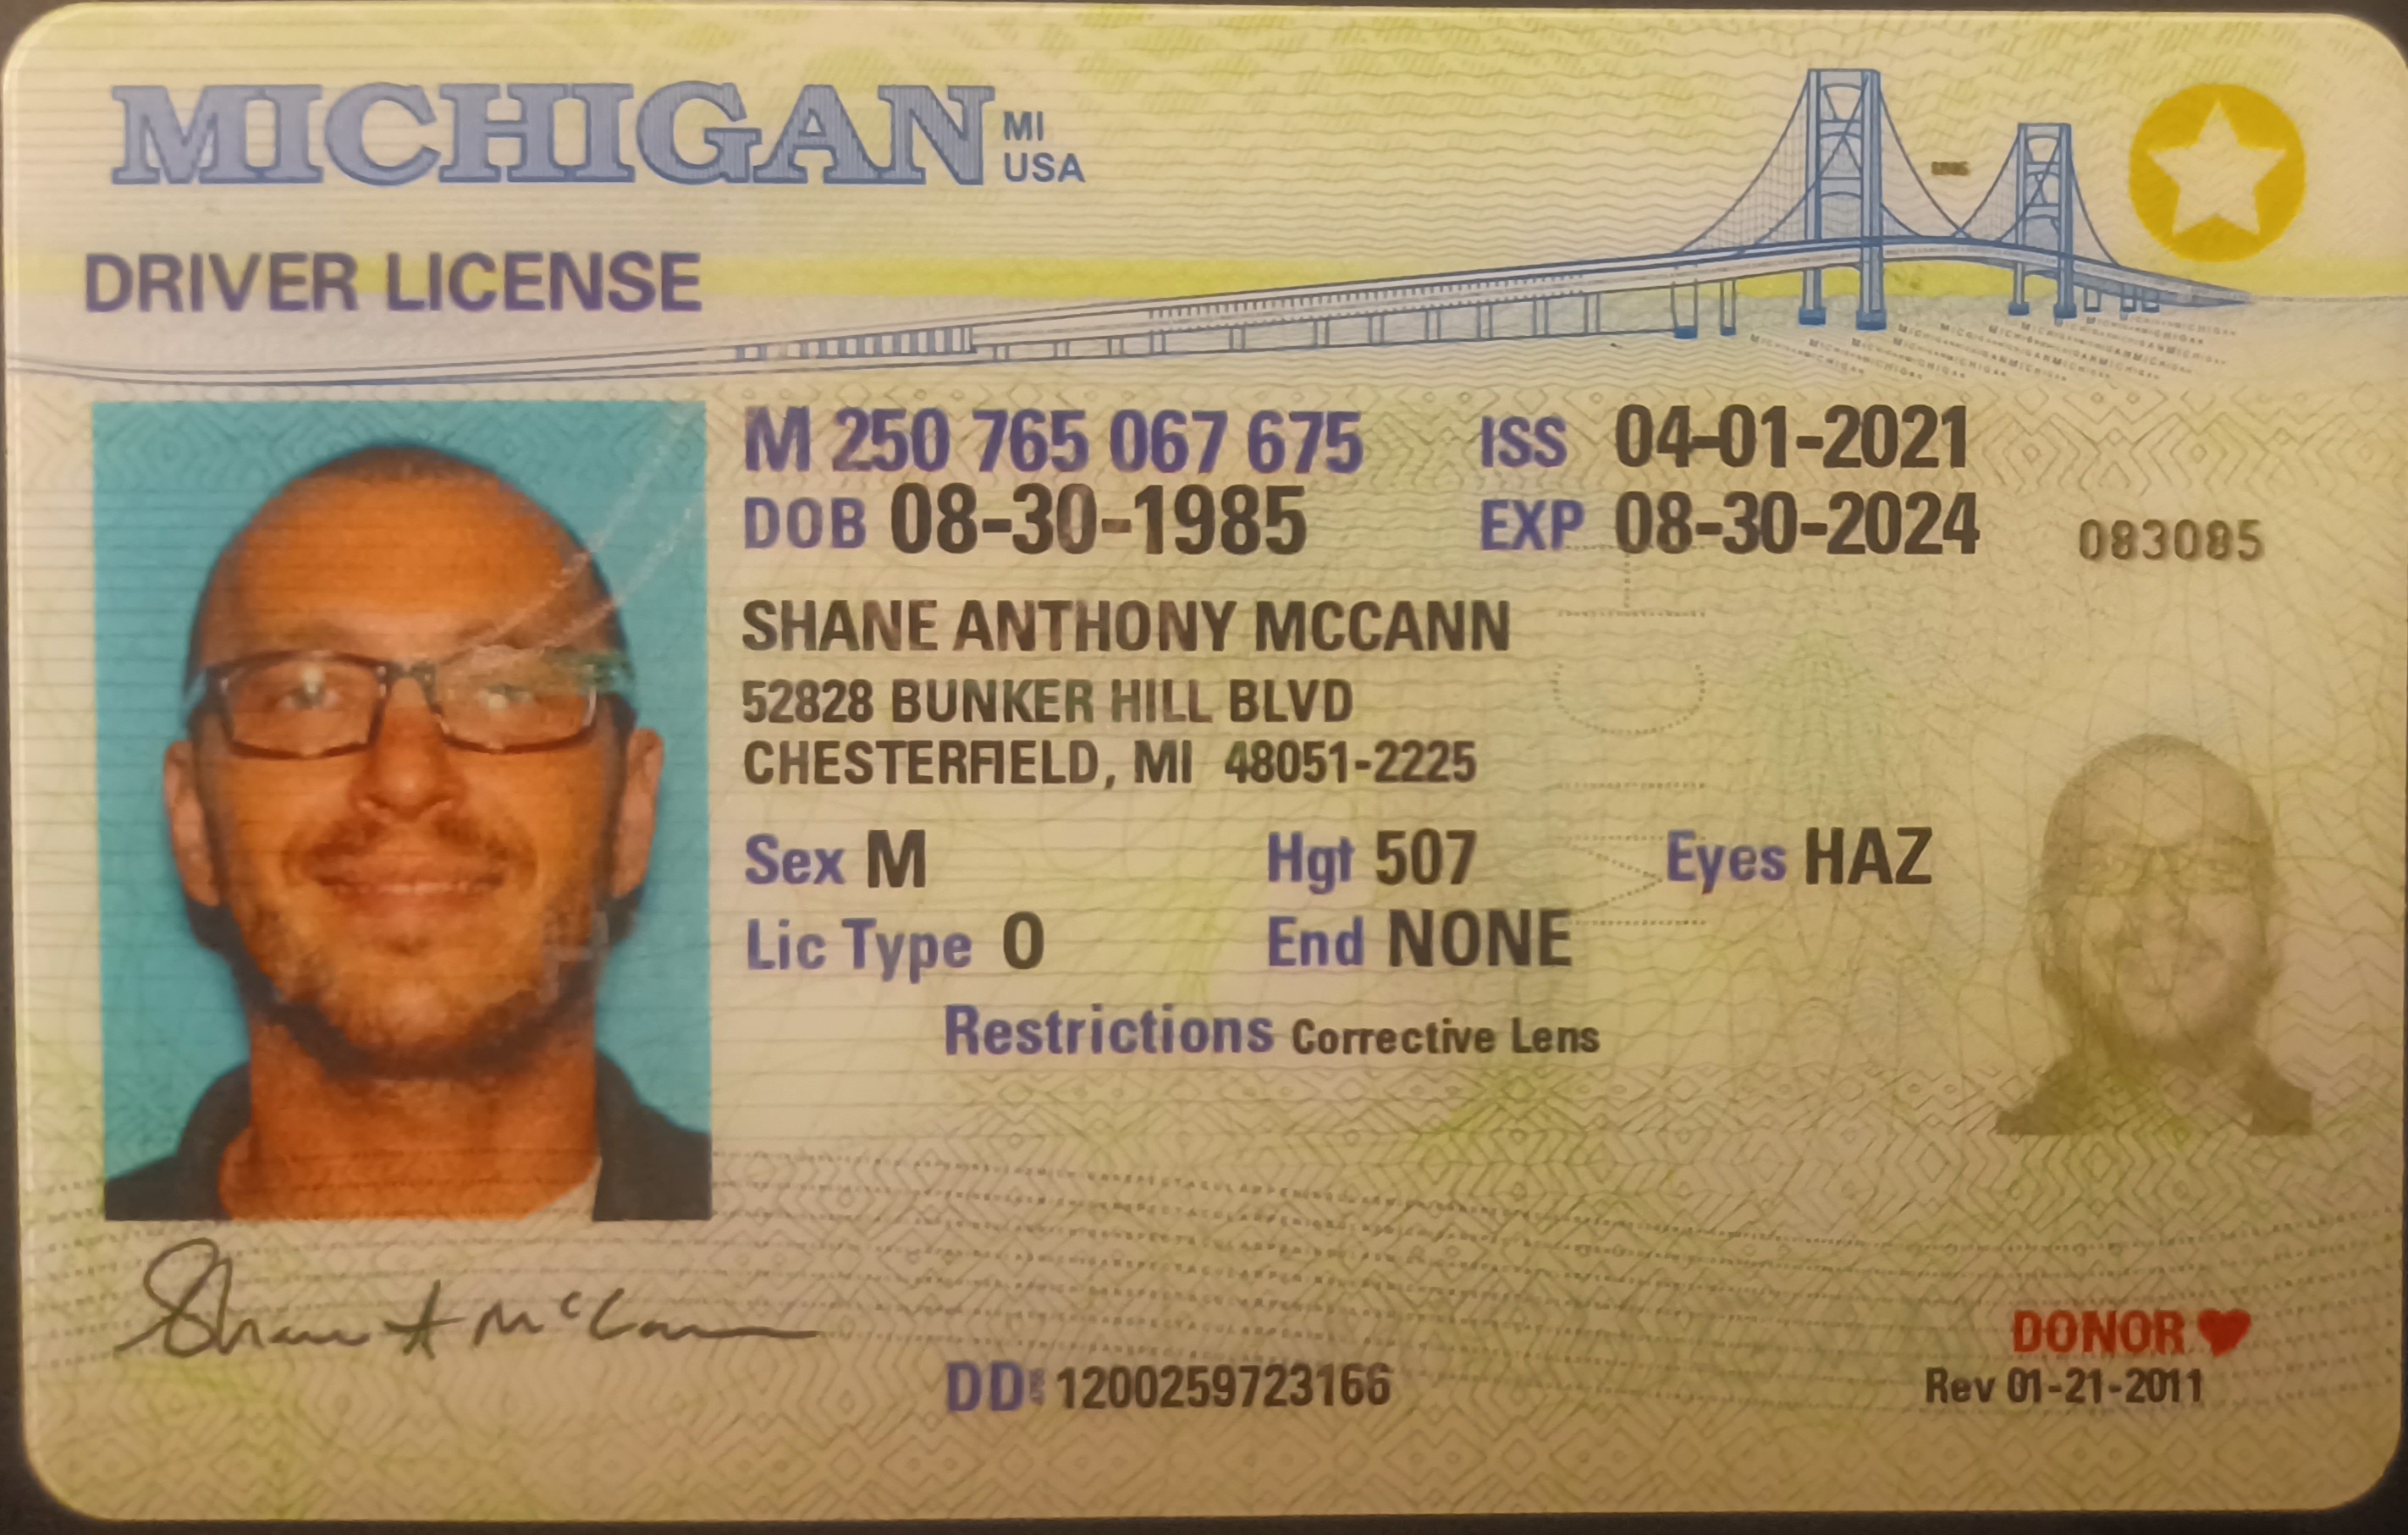 MICHIGAN MI USA
DRIVER LICENSE
M 250 765 067 675 ISS 04-01-2021
DOB 08-30-1985 EXP 08-30-2024 083085
SHANE ANTHONY MCCANN
52828 BUNKER HILL BLVD
CHESTERFIELD, MI 48051-2225
Sex M Hgt 507 Eyes HAZ
Lic Type O End NONE
Restrictions Corrective Lens
Shane A McCann
DONOR
DD 1200259723166 Rev 01-21-2011